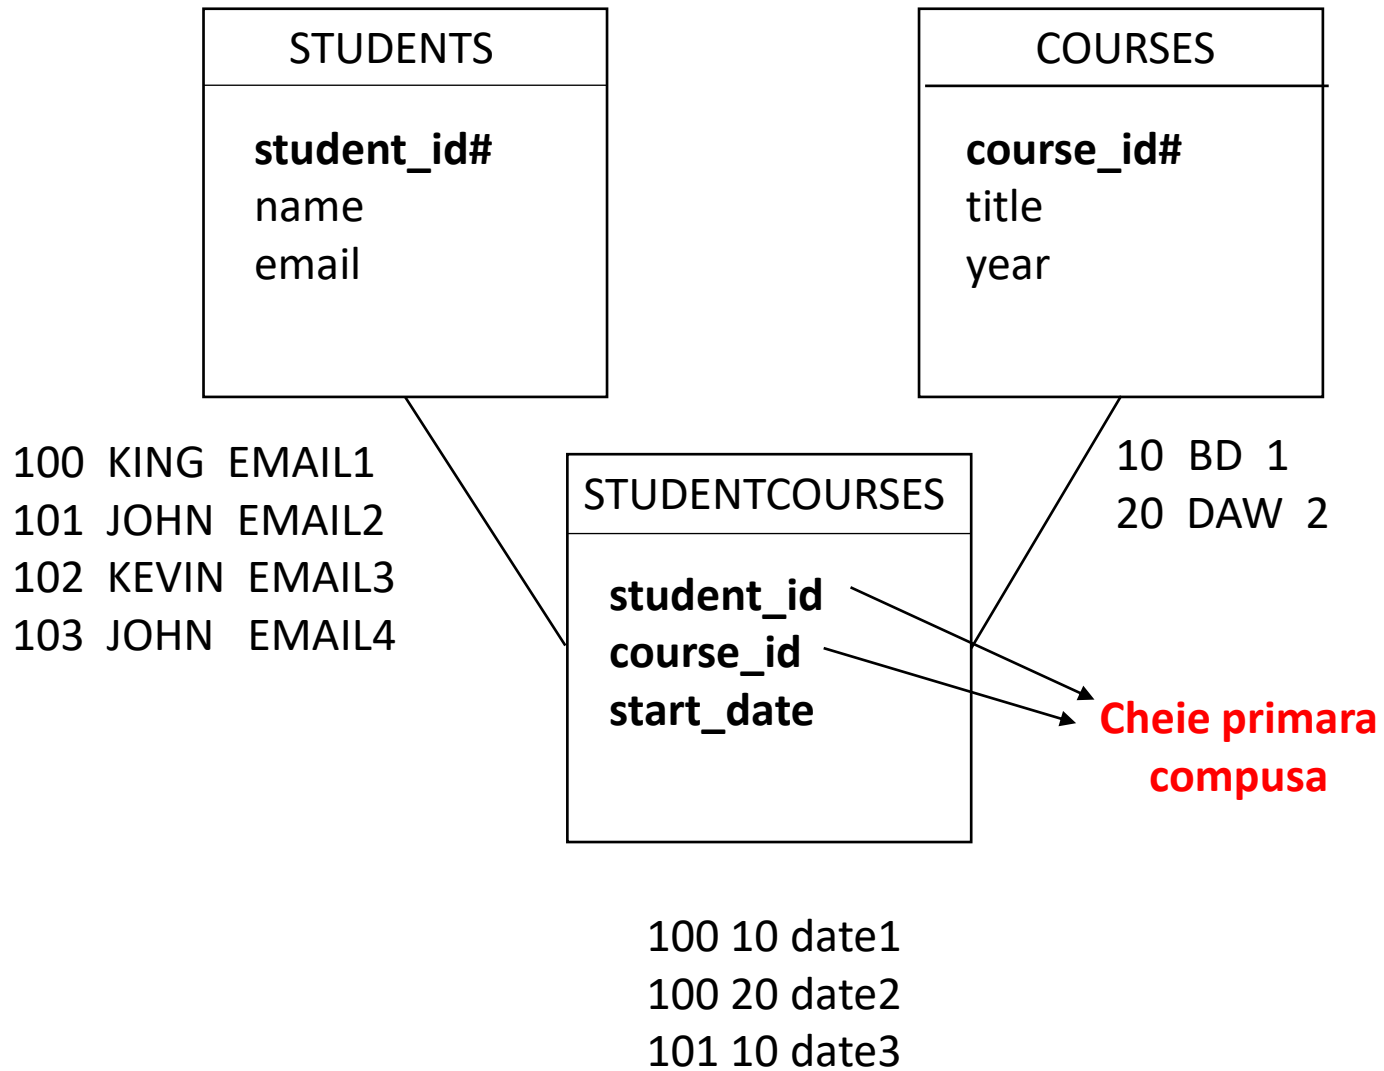 STUDENTS
student_id#
name
email
COURSES
course_id#
title
year
100 KING EMAIL1
101 JOHN EMAIL2
102 KEVIN EMAIL3
103 JOHN EMAIL4
10 BD 1
20 DAW 2
STUDENTCOURSES
student_id
course_id
start_date
Cheie primara
compusa
100 10 date1
100 20 date2
101 10 date3